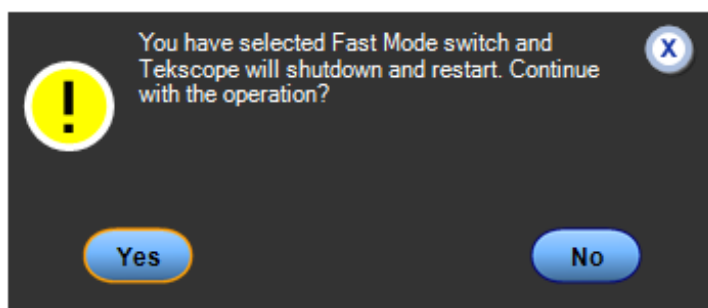 You have selected Fast Mode switch and
Tekscope will shutdown and restart. Continue
with the operation?
X
!
Yes
No